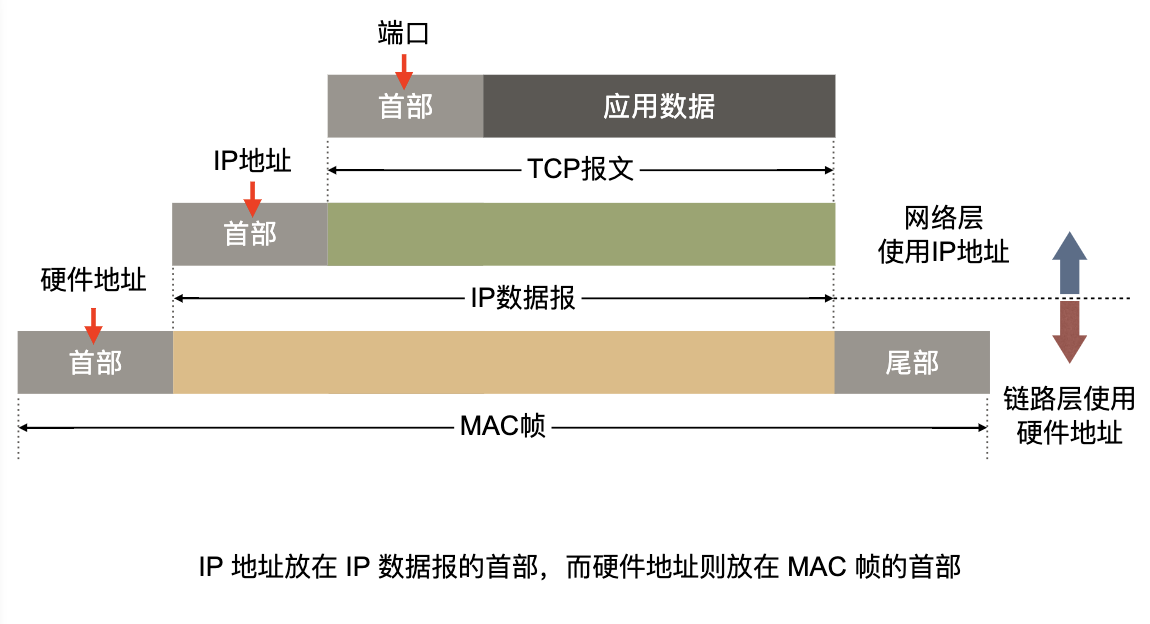 端口
首部
应用数据
TCP报文
IP地址
首部
网络层
使用IP地址
IP数据报
硬件地址
首部
尾部
链路层使用
硬件地址
MAC帧
IP 地址放在 IP 数据报的首部，而硬件地址则放在 MAC 帧的首部